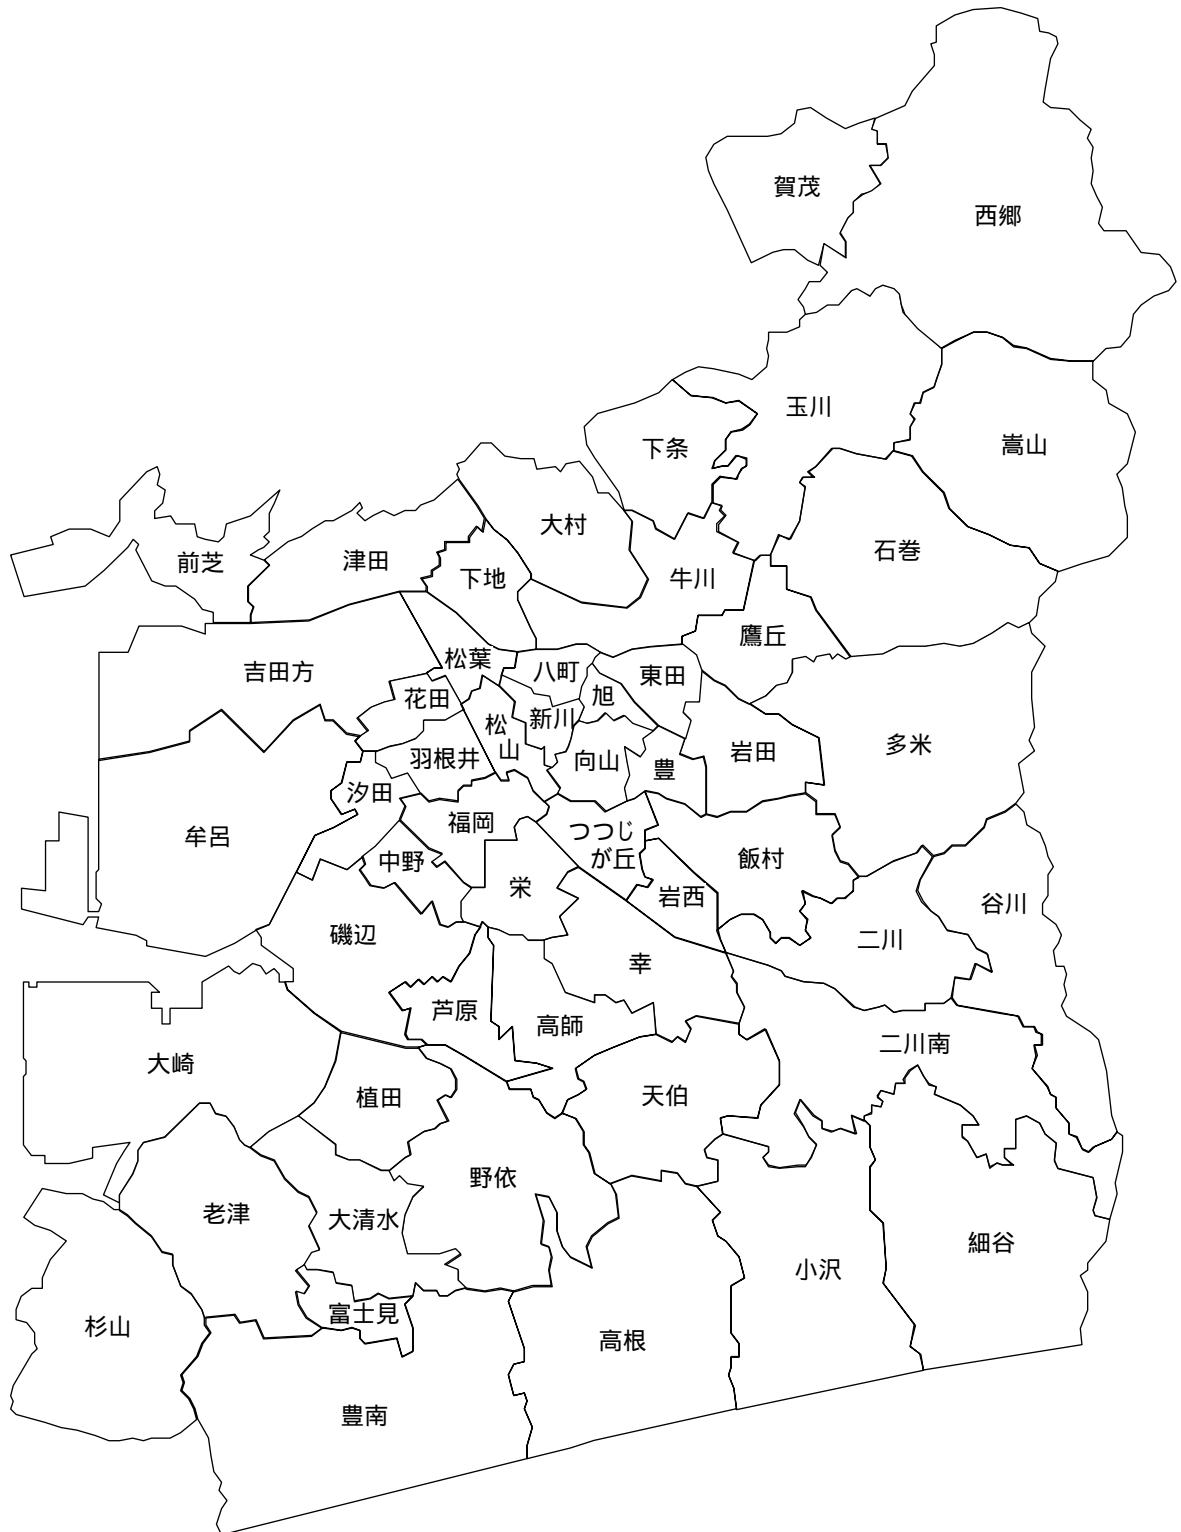 賀茂
西郷
玉川
嵩山
下条
大村
石巻
前芝
津田
下地
牛川
鷹丘
吉田方
松葉
八町
東田
花田
旭
松
山
新川
多米
羽根井
向山
豊
岩田
汐田
牟呂
福岡
つつじ
が丘
中野
飯村
栄
岩西
谷川
磯辺
二川
幸
芦原
高師
二川南
大崎
植田
天伯
野依
老津
大清水
細谷
小沢
杉山
富士見
高根
豊南